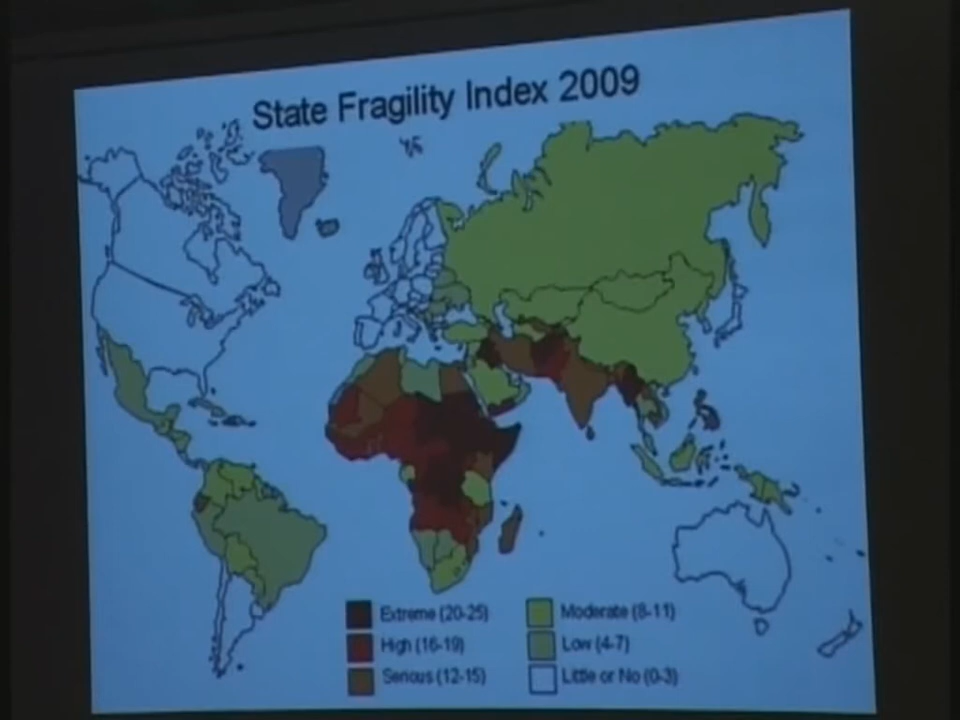 State Fragility Index 2009
Extreme (20-25)
High (16-19)
Serious (12-15)
Moderate (8-11)
Low (4-7)
Little or No (0-3)